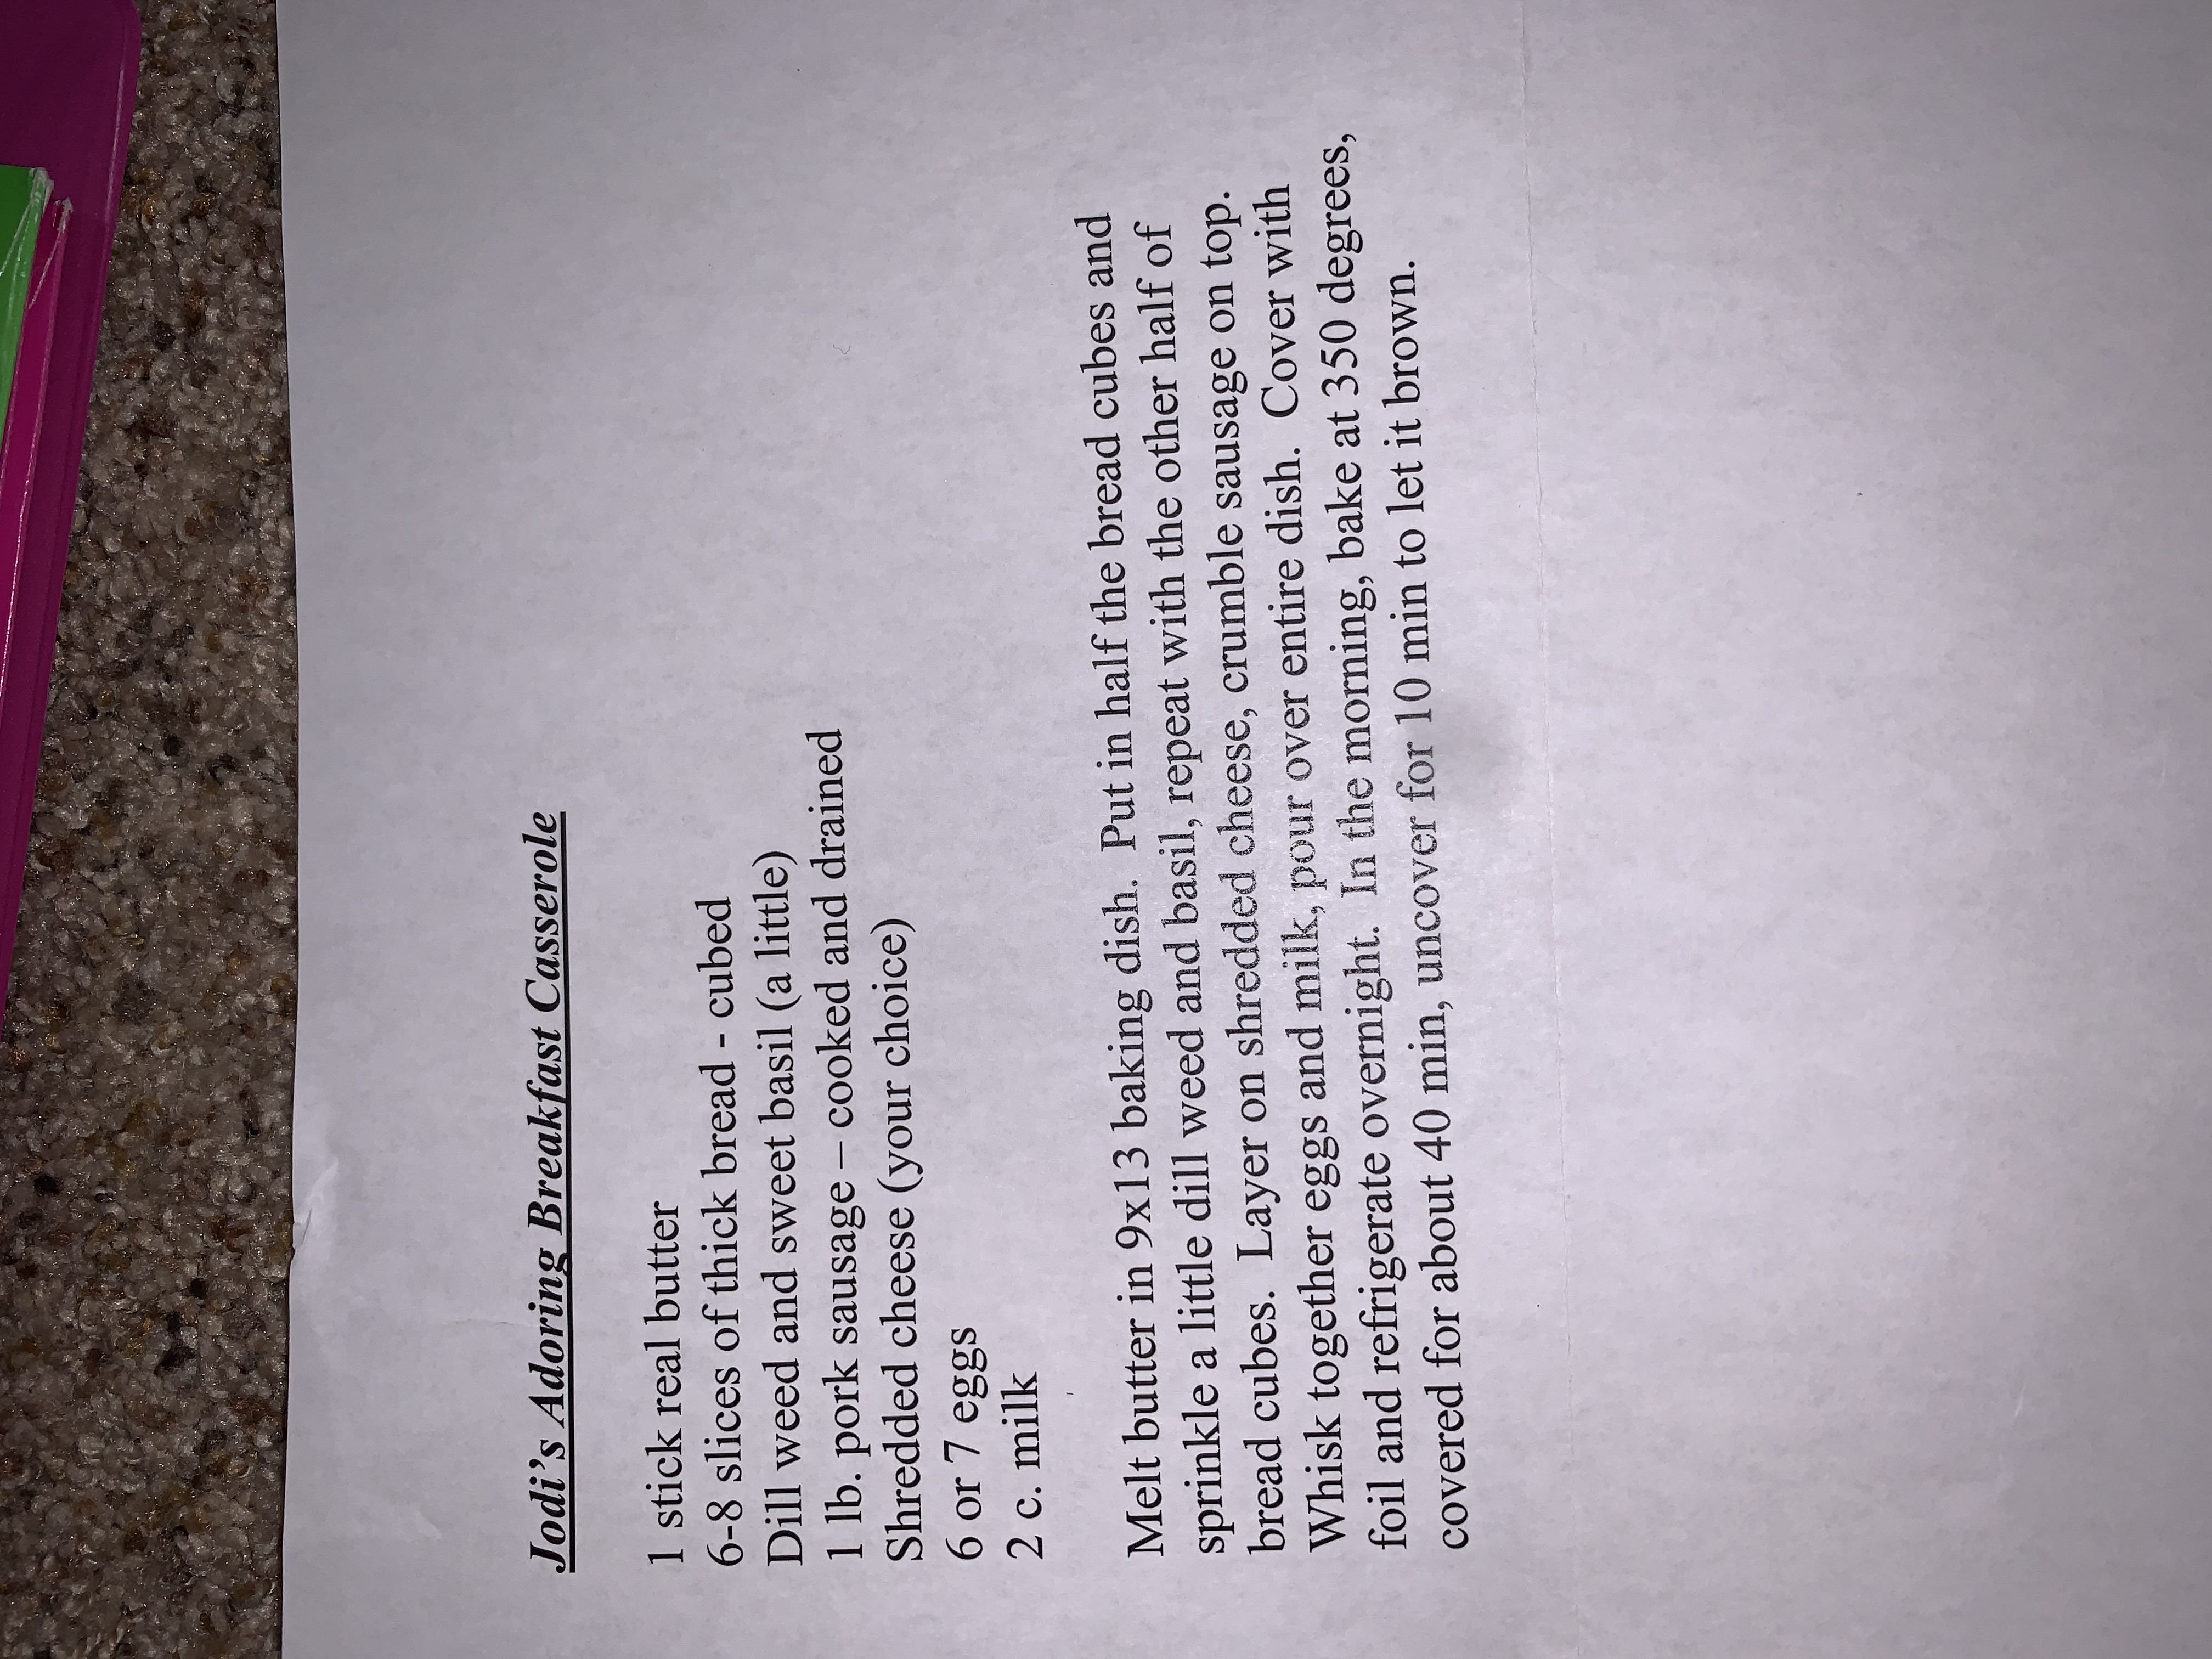 Jodi’s Adoring Breakfast Casserole
1 stick real butter
6-8 slices of thick bread - cubed
Dill weed and sweet basil (a little)
1 lb. pork sausage – cooked and drained
Shredded cheese (your choice)
6 or 7 eggs
2 c. milk
Melt butter in 9x13 baking dish.  Put in half the bread cubes and
sprinkle a little dill weed and basil, repeat with the other half of
bread cubes.  Layer on shredded cheese, crumble sausage on top.
Whisk together eggs and milk, pour over entire dish.  Cover with
foil and refrigerate overnight.  In the morning, bake at 350 degrees,
covered for about 40 min, uncover for 10 min to let it brown.